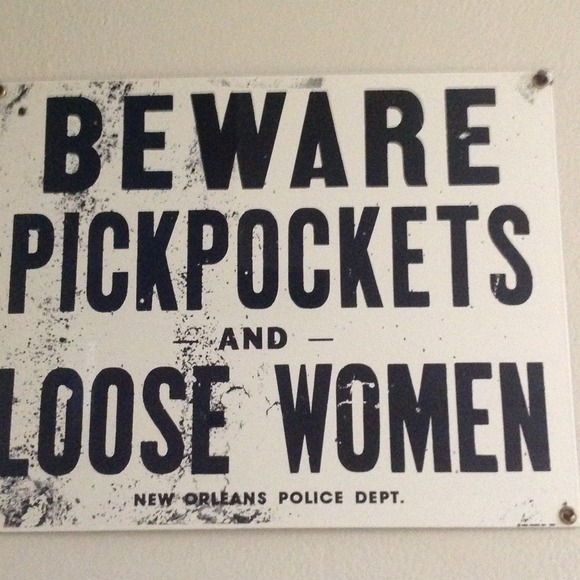 BEWARE
PICKPOCKETS
— AND —
LOOSE WOMEN
NEW ORLEANS POLICE DEPT.